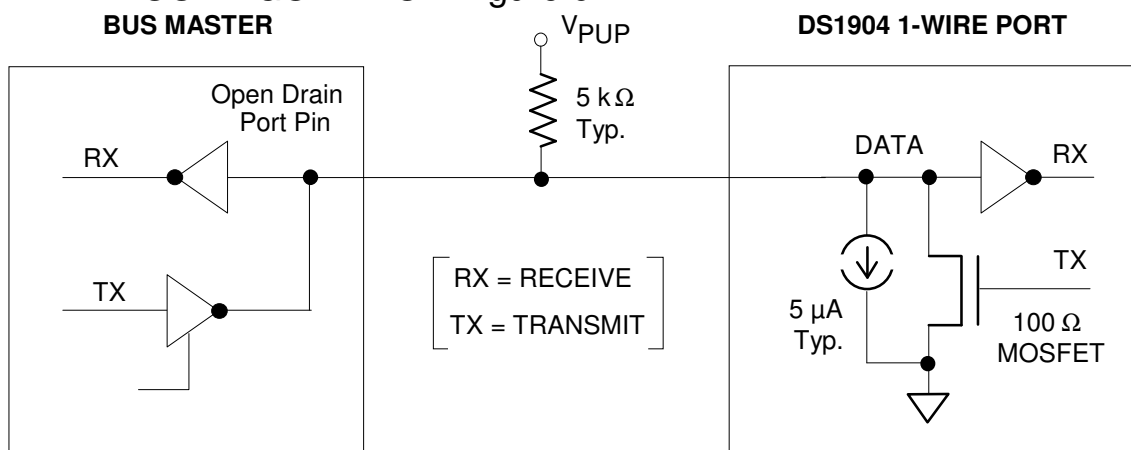 BUS MASTER
VPUP
DS1904 1-WIRE PORT
Open Drain
Port Pin
5 kΩ
Typ.
RX
DATA
RX
TX
RX = RECEIVE
TX = TRANSMIT
5 µA
Typ.
TX
100 Ω
MOSFET